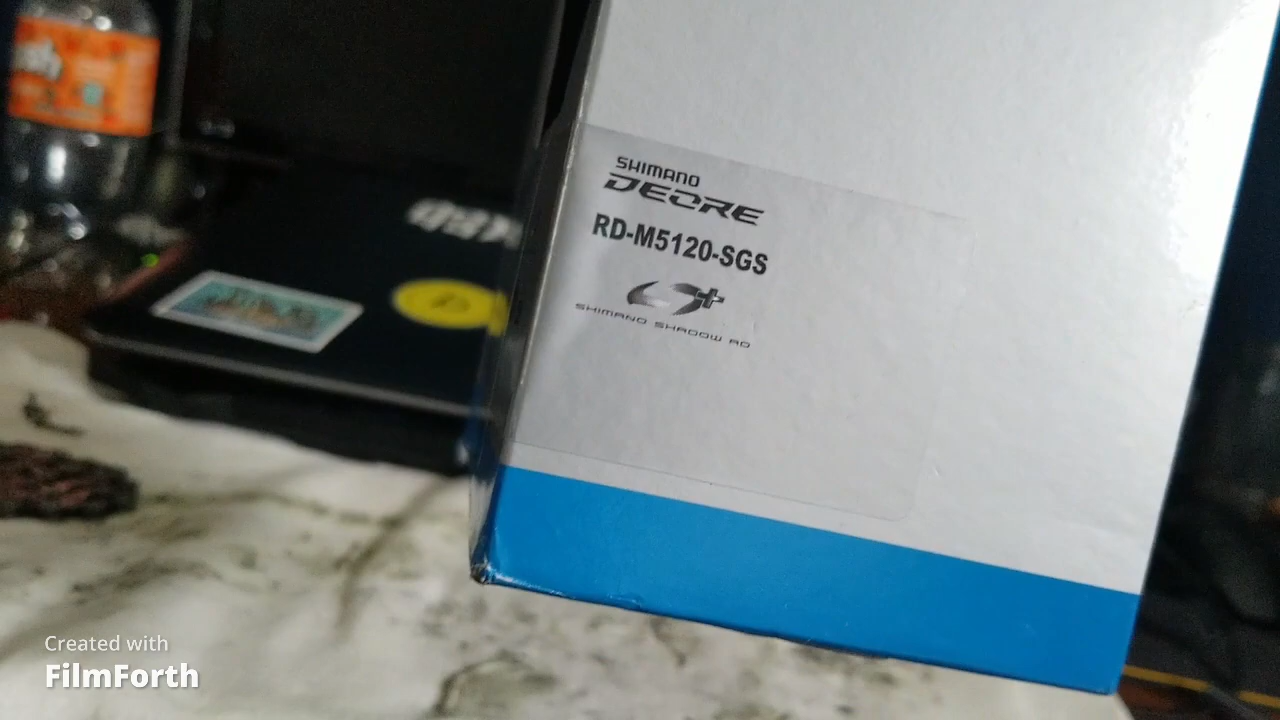 SHIMANO
DEORE
RD-M5120-SGS
SHIMANO SHADOW RD
Created with
FilmForth